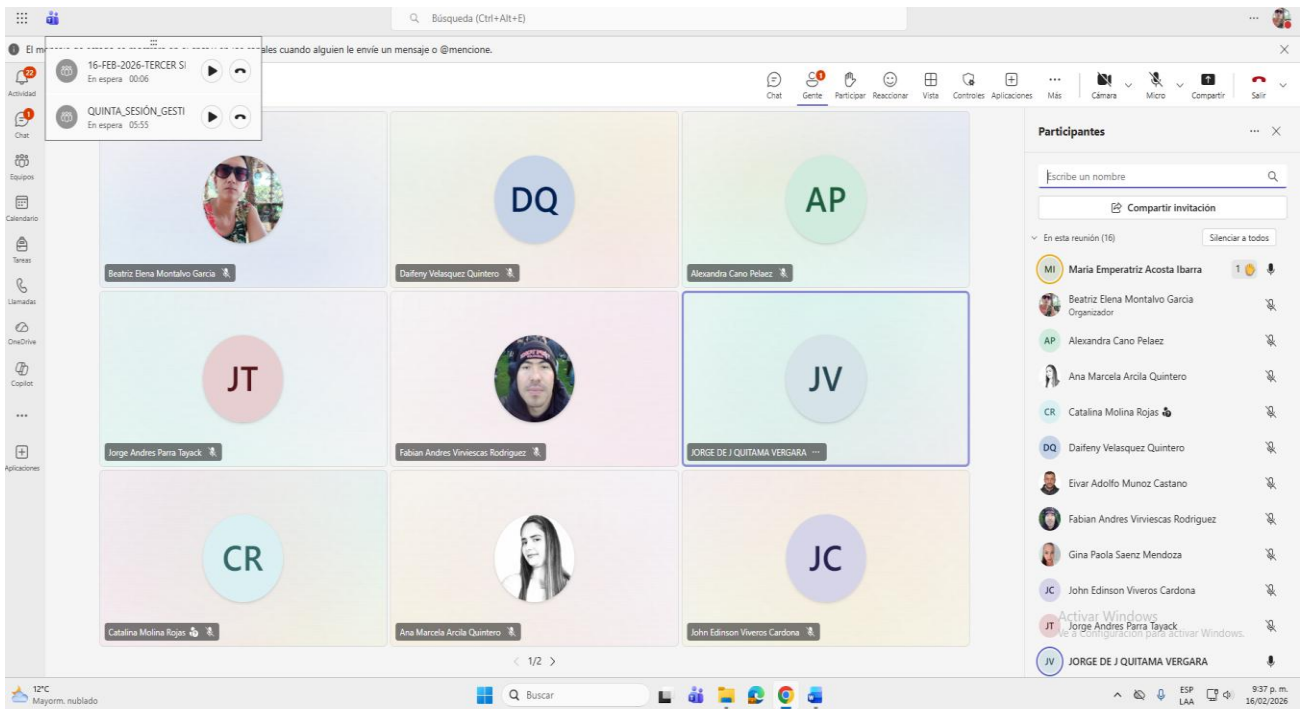 Búsqueda (Ctrl+Alt+E)
El m
ales cuando alguien le envíe un mensaje o @mencione.
16-FEB-2026-TERCER SI
En espera 00:06
QUINTA_SESIÓN_GESTI
En espera 05:55
22
Actividad
1
Chat
Equipos
Calendario
Tareas
Llamadas
OneDrive
Copilot
Aplicaciones
Chat
1
Gente
Participar
Reaccionar
Vista
Controles
Aplicaciones
Más
Cámara
Micro
Compartir
Salir
Beatriz Elena Montalvo Garcia
DQ
Daifeny Velasquez Quintero
AP
Alexandra Cano Pelaez
JT
Jorge Andres Parra Tayack
Fabian Andres Virviescas Rodriguez
JV
JORGE DE J QUITAMA VERGARA
CR
Catalina Molina Rojas
Ana Marcela Arcila Quintero
JC
John Edinson Viveros Cardona
1/2
Participantes
Escribe un nombre
Compartir invitación
En esta reunión (16)
Silenciar a todos
MI Maria Emperatriz Acosta Ibarra 1
Beatriz Elena Montalvo Garcia
Organizador
AP Alexandra Cano Pelaez
Ana Marcela Arcila Quintero
CR Catalina Molina Rojas
DQ Daifeny Velasquez Quintero
Eivar Adolfo Munoz Castano
Fabian Andres Virviescas Rodriguez
Gina Paola Saenz Mendoza
JC John Edinson Viveros Cardona
Activar Windows
JT Jorge Andres Parra Tayack
Ve a Configuración para activar Windows.
JV JORGE DE J QUITAMA VERGARA
12°C
Mayorm. nublado
Buscar
ESP
LAA
9:37 p. m.
16/02/2026